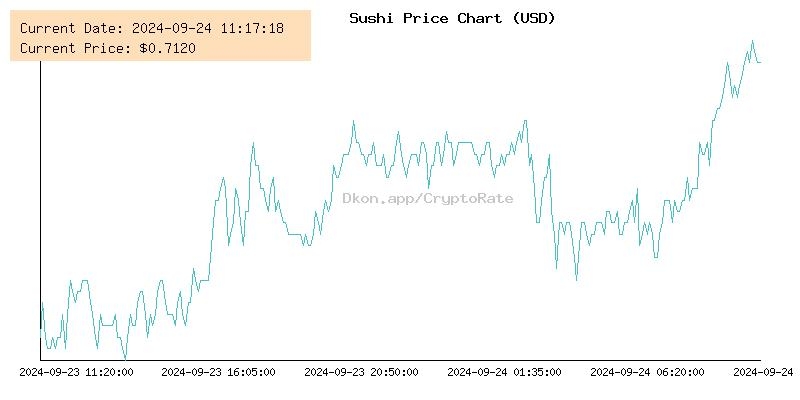 Sushi Price Chart (USD)
Current Date: 2024-09-24 11:17:18
Current Price: $0.7120
Dkon.app/CryptoRate
2024-09-23 11:20:00 2024-09-23 16:05:00 2024-09-23 20:50:00 2024-09-24 01:35:00 2024-09-24 06:20:00 2024-09-24